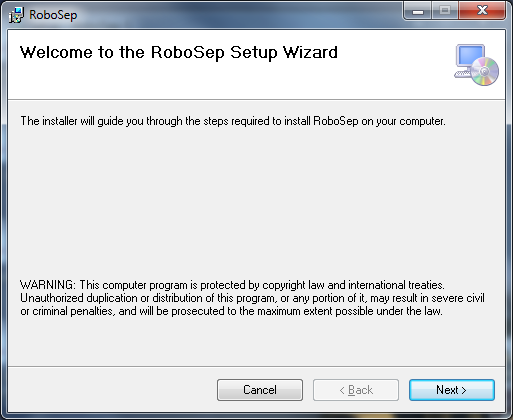 RoboSep
Welcome to the RoboSep Setup Wizard
The installer will guide you through the steps required to install RoboSep on your computer.
WARNING: This computer program is protected by copyright law and international treaties.
Unauthorized duplication or distribution of this program, or any portion of it, may result in severe civil
or criminal penalties, and will be prosecuted to the maximum extent possible under the law.
Cancel
< Back
Next >